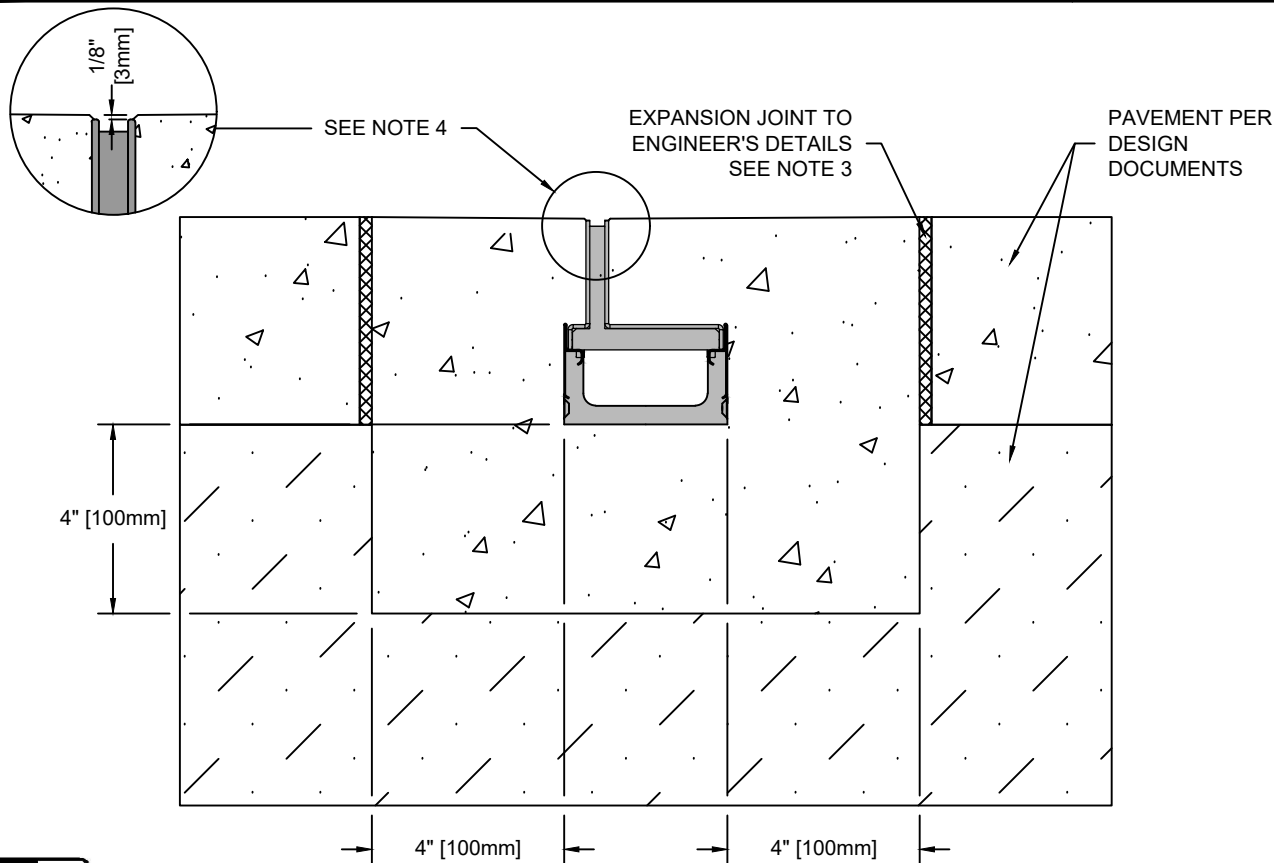 1/8"
[3mm]
SEE NOTE 4
EXPANSION JOINT TO
ENGINEER'S DETAILS
SEE NOTE 3
PAVEMENT PER
DESIGN
DOCUMENTS
4" [100mm]
4" [100mm]
4" [100mm]